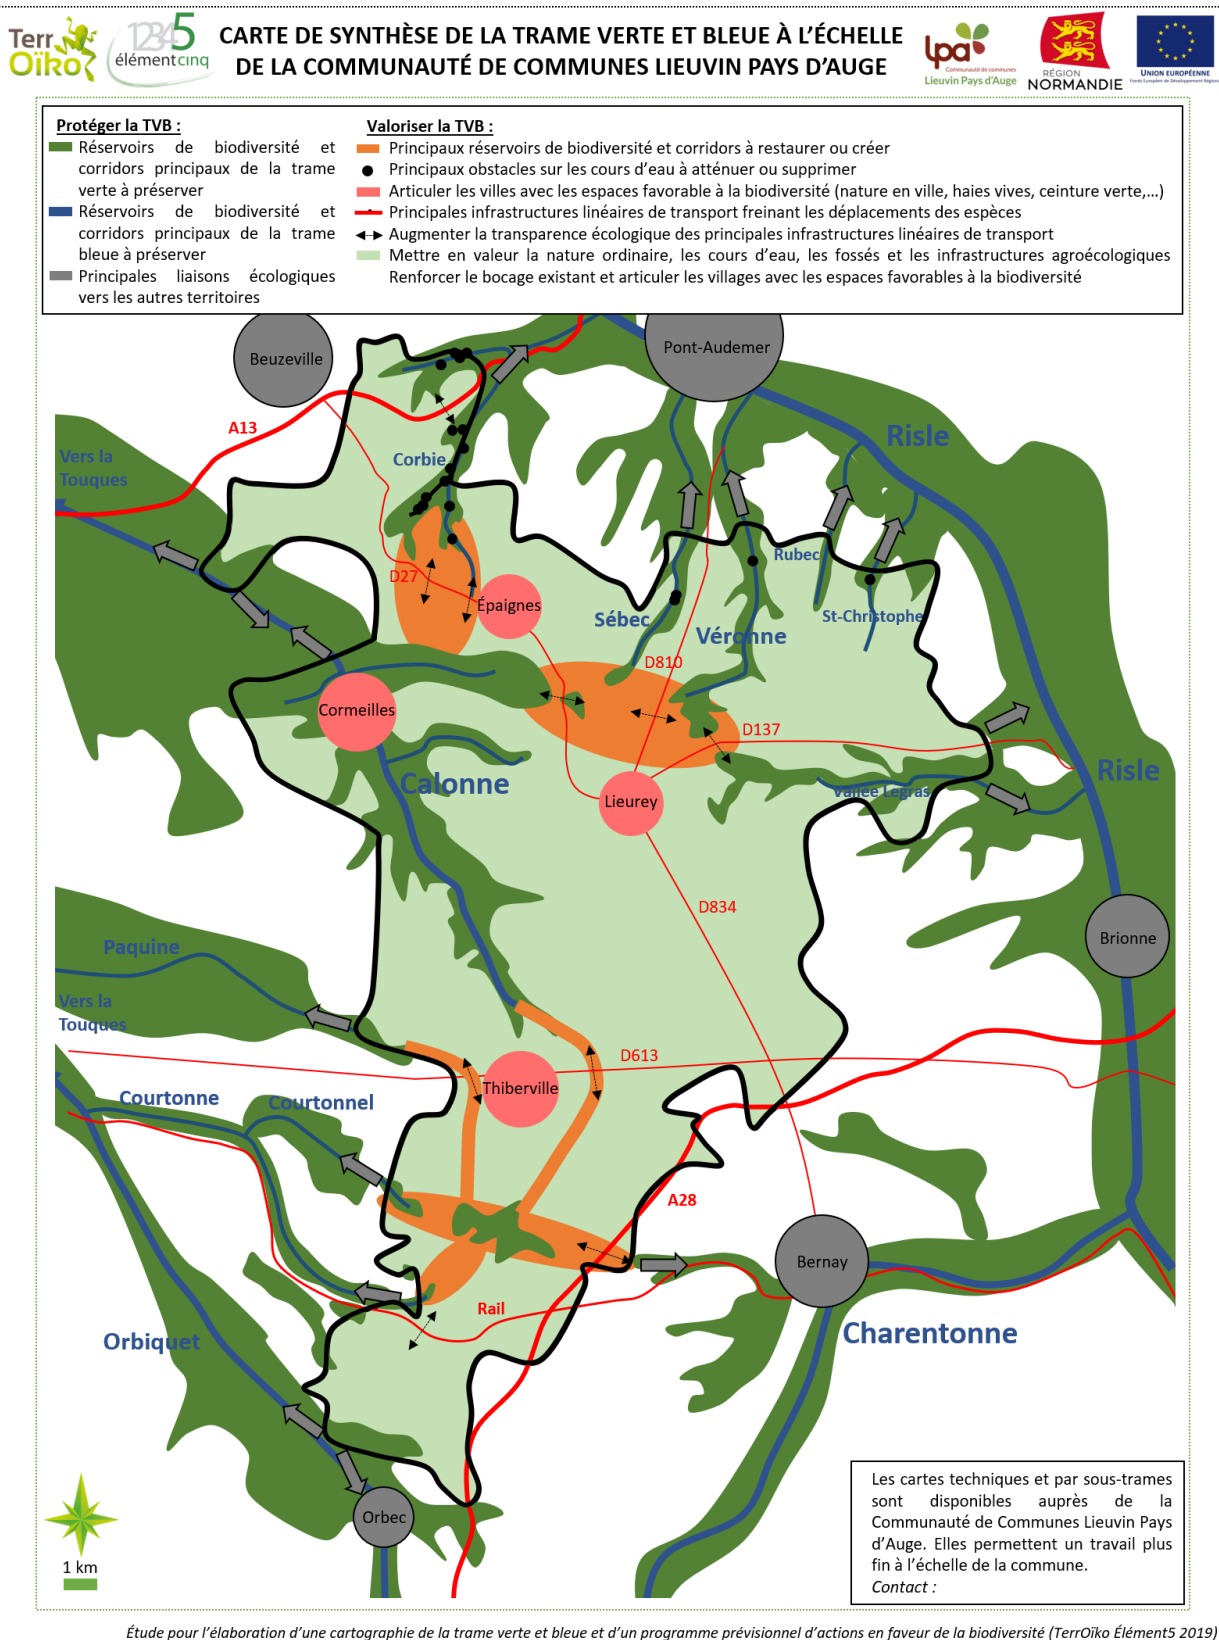 Terr
Oïko
12345
élémentcinq
CARTE DE SYNTHÈSE DE LA TRAME VERTE ET BLEUE À L'ÉCHELLE
DE LA COMMUNAUTÉ DE COMMUNES LIEUVIN PAYS D'AUGE
lpa
Communauté de communes
Lieuvin Pays d'Auge
RÉGION
NORMANDIE
UNION EUROPÉENNE
Fonds Européen de Développement Régional
Protéger la TVB :
Réservoirs de biodiversité et
corridors principaux de la trame
verte à préserver
Réservoirs de biodiversité et
corridors principaux de la trame
bleue à préserver
Principales liaisons écologiques
vers les autres territoires
Valoriser la TVB :
Principaux réservoirs de biodiversité et corridors à restaurer ou créer
Principaux obstacles sur les cours d'eau à atténuer ou supprimer
Articuler les villes avec les espaces favorable à la biodiversité (nature en ville, haies vives, ceinture verte,...)
Principales infrastructures linéaires de transport freinant les déplacements des espèces
Augmenter la transparence écologique des principales infrastructures linéaires de transport
Mettre en valeur la nature ordinaire, les cours d'eau, les fossés et les infrastructures agroécologiques
Renforcer le bocage existant et articuler les villages avec les espaces favorables à la biodiversité
Beuzeville
Pont-Audemer
A13
Risle
Vers la
Touques
Corbie
D27
Épaignes
Rubec
Sébec
Véronne
St-Christophe
D810
Cormeilles
D137
Calonne
Risle
Lieurey
Vallée Legras
D834
Paquine
Brionne
Vers la
Touques
D613
Thiberville
Courtonne
Courtonnel
A28
Bernay
Rail
Orbiquet
Charentonne
Orbec
1 km
Les cartes techniques et par sous-trames
sont disponibles auprès de la
Communauté de Communes Lieuvin Pays
d'Auge. Elles permettent un travail plus
fin à l'échelle de la commune.
Contact :
Étude pour l'élaboration d'une cartographie de la trame verte et bleue et d'un programme prévisionnel d'actions en faveur de la biodiversité (TerrOïko Élément5 2019)